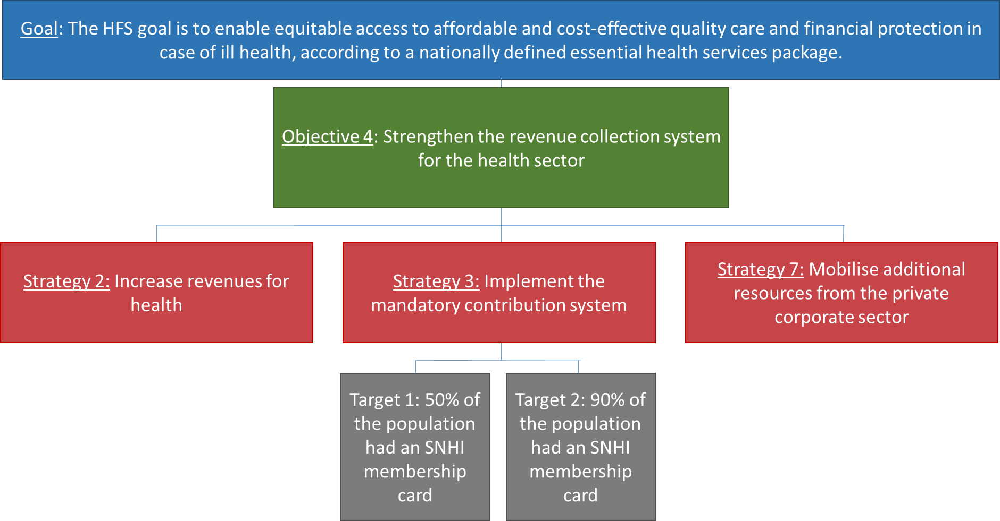 Goal: The HFS goal is to enable equitable access to affordable and cost-effective quality care and financial protection in
case of ill health, according to a nationally defined essential health services package.
Objective 4: Strengthen the revenue collection system
for the health sector
Strategy 2: Increase revenues for
health
Strategy 3: Implement the
mandatory contribution system
Strategy 7: Mobilise additional
resources from the private
corporate sector
Target 1: 50% of
the population
had an SNHI
membership
card
Target 2: 90% of
the population
had an SNHI
membership
card